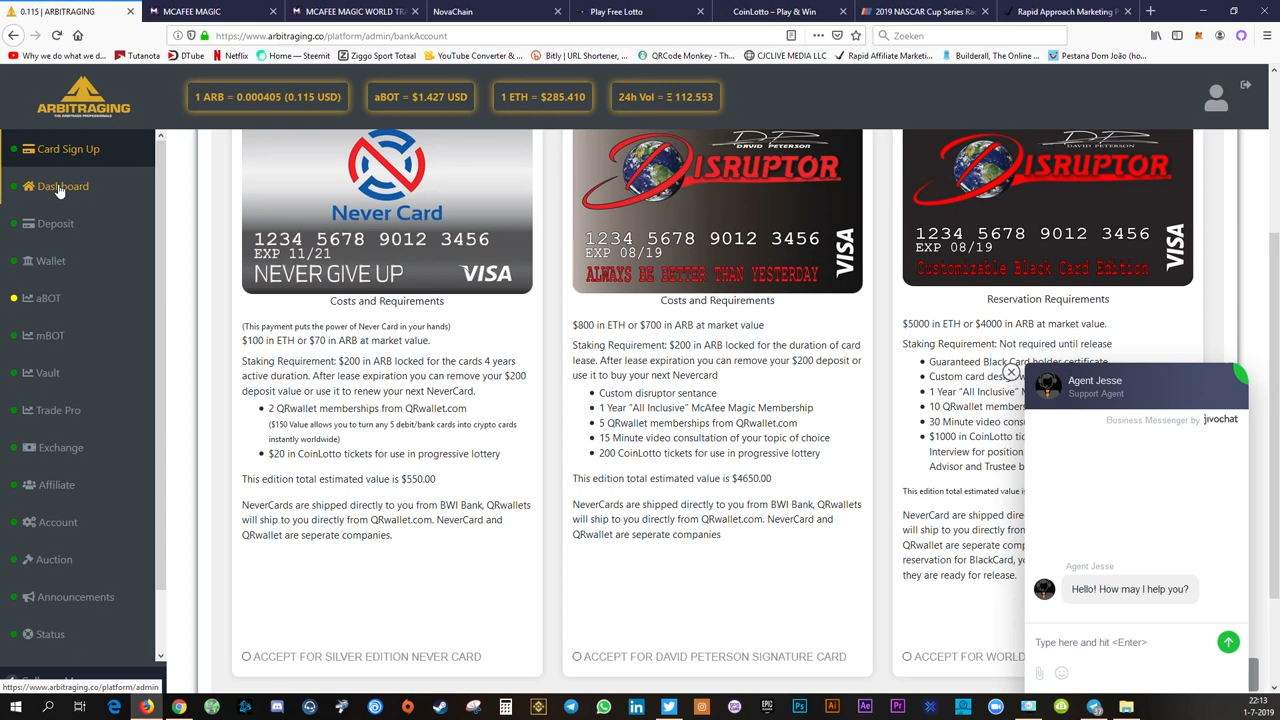 0.115 | ARBITRAGING
MCAFEE MAGIC
MCAFEE MAGIC WORLD TR
NovaChain
Play Free Lotto
CoinLotto – Play & Win
2019 NASCAR Cup Series Ra
Rapid Approach Marketing P
https://www.arbitraging.co/platform/admin/bankAccount
Zoeken
Why we do what we d...
Tutanota
DTube
Netflix
Home — Steemit
Ziggo Sport Totaal
YouTube Converter & ...
Bitly | URL Shortener, ...
QRCode Monkey - Th...
CJCLIVE MEDIA LLC
Rapid Affiliate Marketi...
Builderall, The Online ...
Pestana Dom João (ho...
ARBITRAGING
THE ARBITRAGE PROFESSIONALS
1 ARB = 0.000405 (0.115 USD)
aBOT = $1.427 USD
1 ETH = $285.410
24h Vol = Ξ 112.553
Card Sign Up
Dashboard
Deposit
Wallet
aBOT
mBOT
Vault
Trade Pro
Exchange
Affiliate
Account
Auction
Announcements
Status
https://www.arbitraging.co/platform/admin
Never Card
1234 5678 9012 3456
EXP 11/21
NEVER GIVE UP
VISA
Costs and Requirements
(This payment puts the power of Never Card in your hands)
$100 in ETH or $70 in ARB at market value.
Staking Requirement: $200 in ARB locked for the cards 4 years
active duration. After lease expiration you can remove your $200
deposit value or use it to renew your next NeverCard.
2 QRwallet memberships from QRwallet.com
($150 Value allows you to turn any 5 debit/bank cards into crypto cards
instantly worldwide)
$20 in CoinLotto tickets for use in progressive lottery
This edition total estimated value is $550.00
NeverCards are shipped directly to you from BWI Bank, QRwallets
will ship to you directly from QRwallet.com. NeverCard and
QRwallet are seperate companies.
ACCEPT FOR SILVER EDITION NEVER CARD
DAVID PETERSON
DISRUPTOR
1234 5678 9012 3456
EXP 08/19
ALWAYS BE BETTER THAN YESTERDAY
VISA
Costs and Requirements
$800 in ETH or $700 in ARB at market value
Staking Requirement: $200 in ARB locked for the duration of card
lease. After lease expiration you can remove your $200 deposit or
use it to buy your next Nevercard
Custom disruptor sentance
1 Year "All Inclusive" McAfee Magic Membership
5 QRwallet memberships from QRwallet.com
15 Minute video consultation of your topic of choice
200 CoinLotto tickets for use in progressive lottery
This edition total estimated value is $4650.00
NeverCards are shipped directly to you from BWI Bank, QRwallets
will ship to you directly from QRwallet.com. NeverCard and
QRwallet are seperate companies
ACCEPT FOR DAVID PETERSON SIGNATURE CARD
DAVID PETERSON
DISRUPTOR
1234 5678 9012 3456
EXP 08/19
Customizable Black Card Edition
VISA
Reservation Requirements
$5000 in ETH or $4000 in ARB at market value.
Staking Requirement: Not required until release
Guaranteed Black Card holder certificate
Custom card des
1 Year "All Inclusive"
10 QRwallet membe
30 Minute video cons
$1000 in CoinLotto tic
Interview for position
Advisor and Trustee b
This edition total estimated value is
NeverCard are shipped dire
will ship to you directly from
QRwallet are seperate comp
reservation for BlackCard, yo
they are ready for release.
ACCEPT FOR WORLD
Agent Jesse
Support Agent
Business Messenger by jivochat
Agent Jesse
Hello! How may I help you?
Type here and hit <Enter>
22:13
1-7-2019